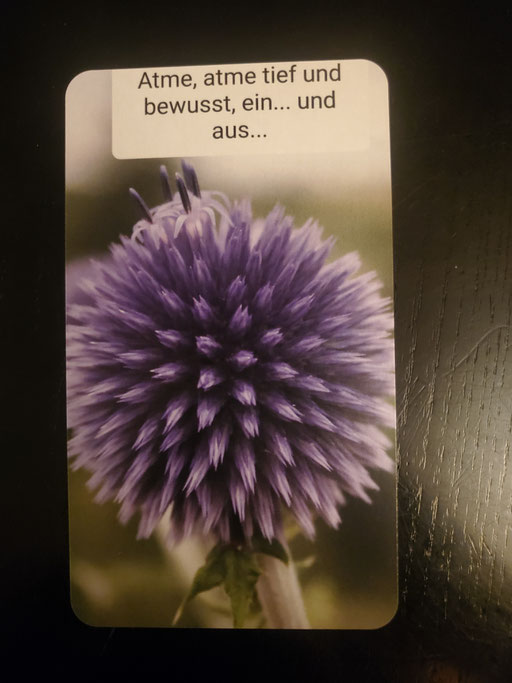 Atme, atme tief und
bewusst, ein... und
aus...